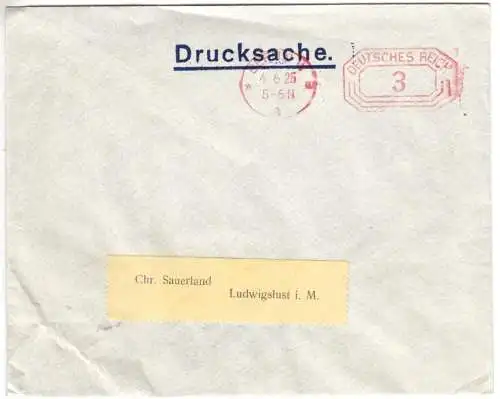 Drucksache.
4 6 25
5-6 N
DEUTSCHES REICH
3
Chr. Sauerland
Ludwigslust i. M.